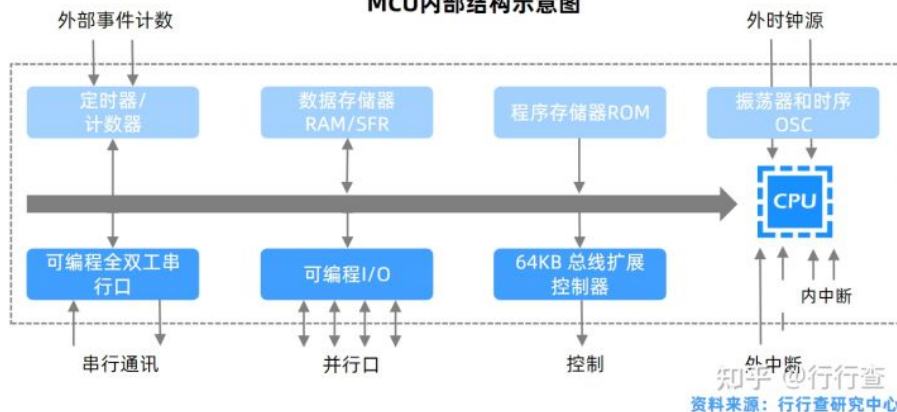 MCU内部结构示意图
外部事件计数
外时钟源
定时器/
计数器
数据存储器
RAM/SFR
程序存储器ROM
振荡器和时序
OSC
CPU
可编程全双工串
行口
可编程I/O
64KB 总线扩展
控制器
内中断
串行通讯
并行口
控制
外中断
知乎 @行行查
资料来源：行行查研究中心